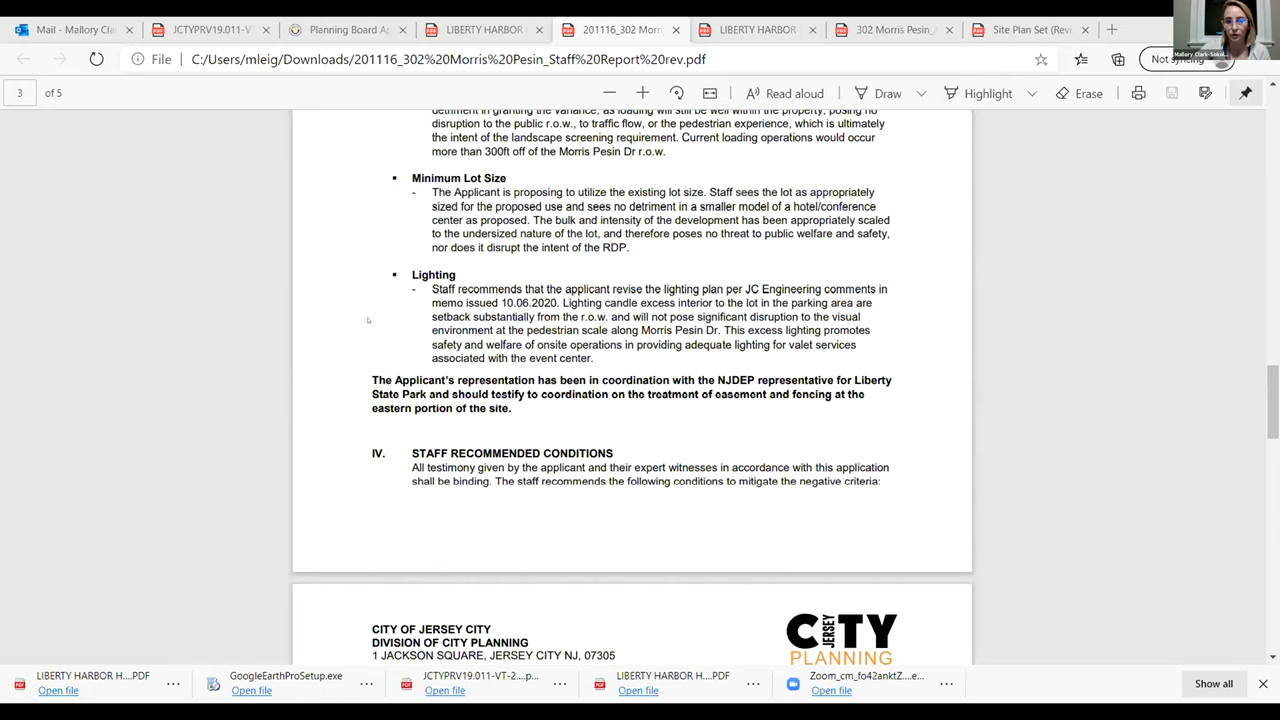 Mail - Mallory Cla
JCTYPRV19.011-VT
Planning Board Ap
LIBERTY HARBOR
201116_302 Morri
LIBERTY HARBOR
302 Morris Pesin_
Site Plan Set (Revi
Mallory Clark-Sokol...
File
C:/Users/mleig/Downloads/201116_302%20Morris%20Pesin_Staff%20Report%20rev.pdf
Not syncing
3 of 5
Read aloud
Draw
Highlight
Erase
detriment in granting the variance, as loading will still be well within the property, posing no
disruption to the public r.o.w., to traffic flow, or the pedestrian experience, which is ultimately
the intent of the landscape screening requirement. Current loading operations would occur
more than 300ft off of the Morris Pesin Dr r.o.w.
▪ Minimum Lot Size
- The Applicant is proposing to utilize the existing lot size. Staff sees the lot as appropriately
sized for the proposed use and sees no detriment in a smaller model of a hotel/conference
center as proposed. The bulk and intensity of the development has been appropriately scaled
to the undersized nature of the lot, and therefore poses no threat to public welfare and safety,
nor does it disrupt the intent of the RDP.
▪ Lighting
- Staff recommends that the applicant revise the lighting plan per JC Engineering comments in
memo issued 10.06.2020. Lighting candle excess interior to the lot in the parking area are
setback substantially from the r.o.w. and will not pose significant disruption to the visual
environment at the pedestrian scale along Morris Pesin Dr. This excess lighting promotes
safety and welfare of onsite operations in providing adequate lighting for valet services
associated with the event center.
The Applicant's representation has been in coordination with the NJDEP representative for Liberty
State Park and should testify to coordination on the treatment of easement and fencing at the
eastern portion of the site.
IV. STAFF RECOMMENDED CONDITIONS
All testimony given by the applicant and their expert witnesses in accordance with this application
shall be binding. The staff recommends the following conditions to mitigate the negative criteria:
CITY OF JERSEY CITY
DIVISION OF CITY PLANNING
1 JACKSON SQUARE, JERSEY CITY NJ, 07305
JERSEY
CITY
PLANNING
LIBERTY HARBOR H....PDF
Open file
GoogleEarthProSetup.exe
Open file
JCTYPRV19.011-VT-2....p...
Open file
LIBERTY HARBOR H....PDF
Open file
Zoom_cm_fo42anktZ....e...
Open file
Show all